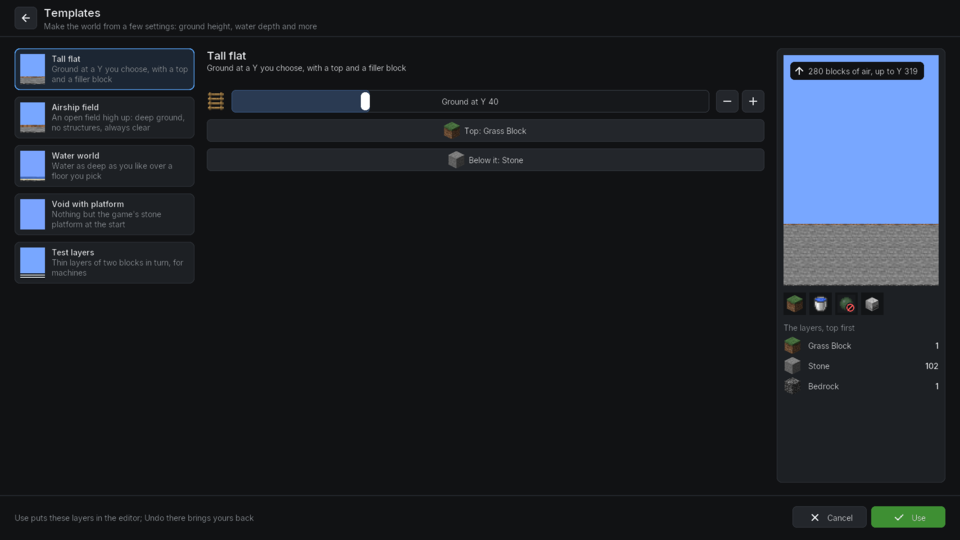 Templates
Make the world from a few settings: ground height, water depth and more
Tall flat
Ground at a Y you choose, with a top
and a filler block
Airship field
An open field high up: deep ground,
no structures, always clear
Water world
Water as deep as you like over a
floor you pick
Void with platform
Nothing but the game's stone
platform at the start
Test layers
Thin layers of two blocks in turn, for
machines
Tall flat
Ground at a Y you choose, with a top and a filler block
Ground at Y 40
Top: Grass Block
Below it: Stone
280 blocks of air, up to Y 319
The layers, top first
Grass Block 1
Stone 102
Bedrock 1
Use puts these layers in the editor; Undo there brings yours back
Cancel
Use